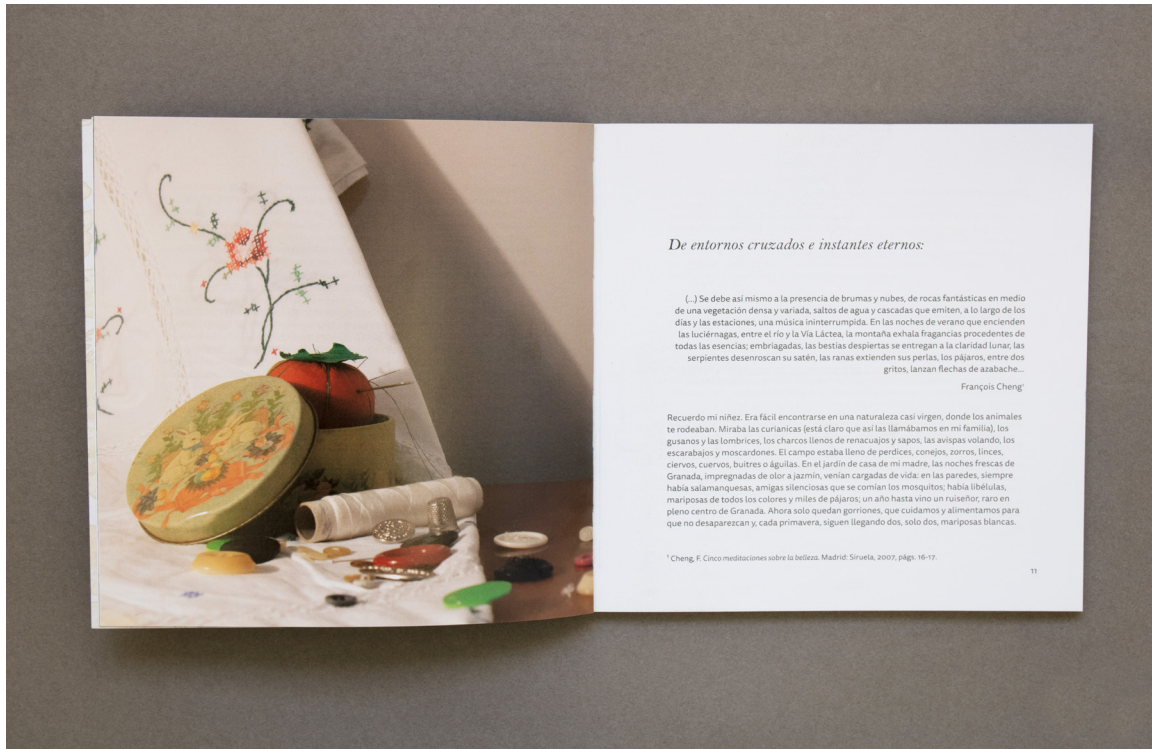 De entornos cruzados e instantes eternos:
(...) Se debe así mismo a la presencia de brumas y nubes, de rocas fantásticas en medio
de una vegetación densa y variada, saltos de agua y cascadas que emiten, a lo largo de los
días y las estaciones, una música ininterrumpida. En las noches de verano que encienden
las luciérnagas, entre el río y la Vía Láctea, la montaña exhala fragancias procedentes de
todas las esencias; embriagadas, las bestias despiertas se entregan a la claridad lunar, las
serpientes desenroscan su satén, las ranas extienden sus perlas, los pájaros, entre dos
gritos, lanzan flechas de azabache...
François Cheng¹
Recuerdo mi niñez. Era fácil encontrarse en una naturaleza casi virgen, donde los animales
te rodeaban. Miraba las curianicas (está claro que así las llamábamos en mi familia), los
gusanos y las lombrices, los charcos llenos de renacuajos y sapos, las avispas volando, los
escarabajos y moscardones. El campo estaba lleno de perdices, conejos, zorros, linces,
ciervos, cuervos, buitres o águilas. En el jardín de casa de mi madre, las noches frescas de
Granada, impregnadas de olor a jazmín, venían cargadas de vida: en las paredes, siempre
había salamanquesas, amigas silenciosas que se comían los mosquitos; había libélulas,
mariposas de todos los colores y miles de pájaros; un año hasta vino un ruiseñor, raro en
pleno centro de Granada. Ahora solo quedan gorriones, que cuidamos y alimentamos para
que no desaparezcan y, cada primavera, siguen llegando dos, solo dos, mariposas blancas.
¹ Cheng, F. Cinco meditaciones sobre la belleza. Madrid: Siruela, 2007, págs. 16-17.
11